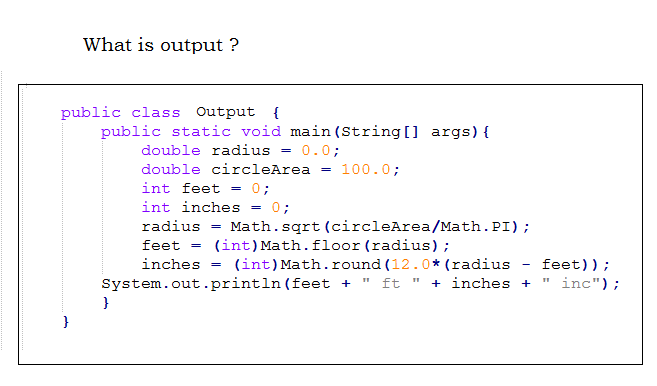 What is output ?
public class Output {
public static void main(String[] args){
double radius = 0.0;
double circleArea = 100.0;
int feet = 0;
int inches = 0;
radius = Math.sqrt(circleArea/Math.PI);
feet = (int)Math.floor(radius);
inches = (int)Math.round(12.0*(radius - feet));
System.out.println(feet + " ft " + inches + " inc");
}
}